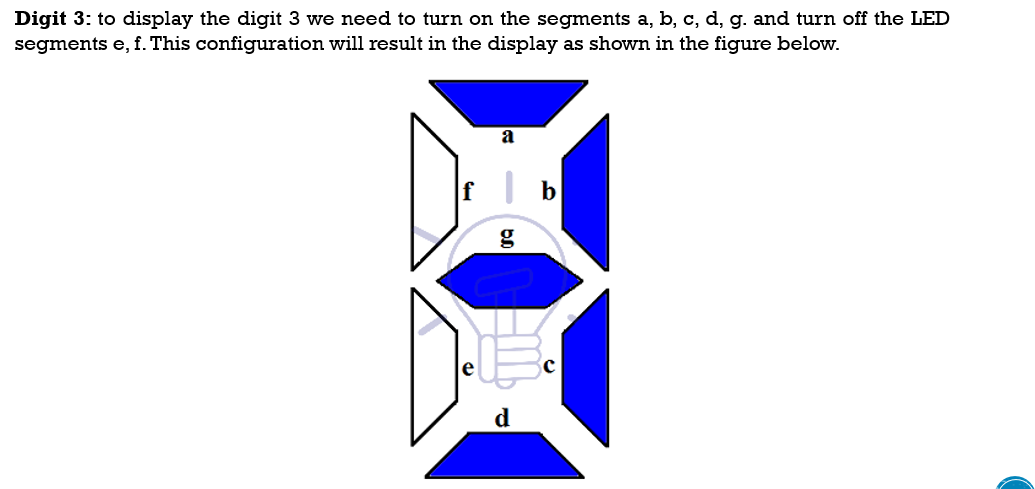 Digit 3: to display the digit 3 we need to turn on the segments a, b, c, d, g. and turn off the LED
segments e, f. This configuration will result in the display as shown in the figure below.
a
f b
g
e c
d